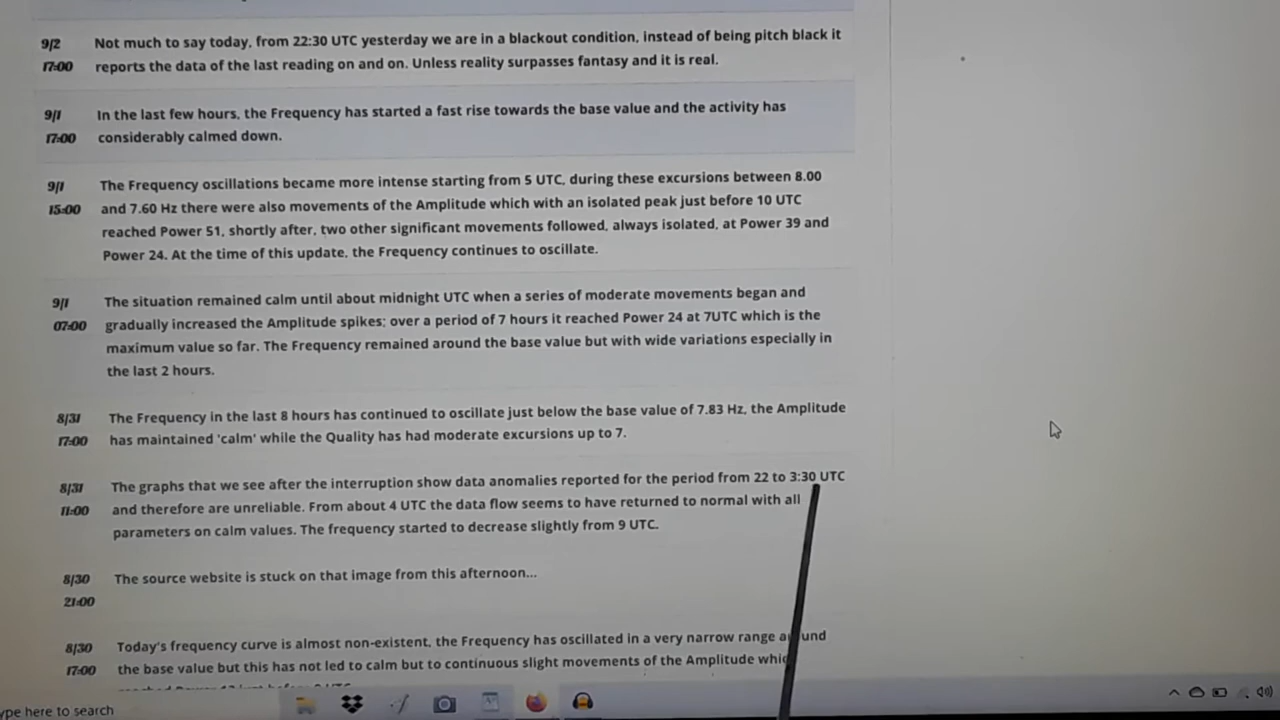 9/2 Not much to say today, from 22:30 UTC yesterday we are in a blackout condition, instead of being pitch black it
17:00 reports the data of the last reading on and on. Unless reality surpasses fantasy and it is real.
9/1 In the last few hours, the Frequency has started a fast rise towards the base value and the activity has
17:00 considerably calmed down.
9/1 The Frequency oscillations became more intense starting from 5 UTC, during these excursions between 8.00
15:00 and 7.60 Hz there were also movements of the Amplitude which with an isolated peak just before 10 UTC
reached Power 51, shortly after, two other significant movements followed, always isolated, at Power 39 and
Power 24. At the time of this update, the Frequency continues to oscillate.
9/1 The situation remained calm until about midnight UTC when a series of moderate movements began and
07:00 gradually increased the Amplitude spikes; over a period of 7 hours it reached Power 24 at 7UTC which is the
maximum value so far. The Frequency remained around the base value but with wide variations especially in
the last 2 hours.
8/31 The Frequency in the last 8 hours has continued to oscillate just below the base value of 7.83 Hz, the Amplitude
17:00 has maintained 'calm' while the Quality has had moderate excursions up to 7.
8/31 The graphs that we see after the interruption show data anomalies reported for the period from 22 to 3:30 UTC
11:00 and therefore are unreliable. From about 4 UTC the data flow seems to have returned to normal with all
parameters on calm values. The frequency started to decrease slightly from 9 UTC.
8/30 The source website is stuck on that image from this afternoon...
21:00
8/30 Today's frequency curve is almost non-existent, the Frequency has oscillated in a very narrow range around
17:00 the base value but this has not led to calm but to continuous slight movements of the Amplitude which
ype here to search